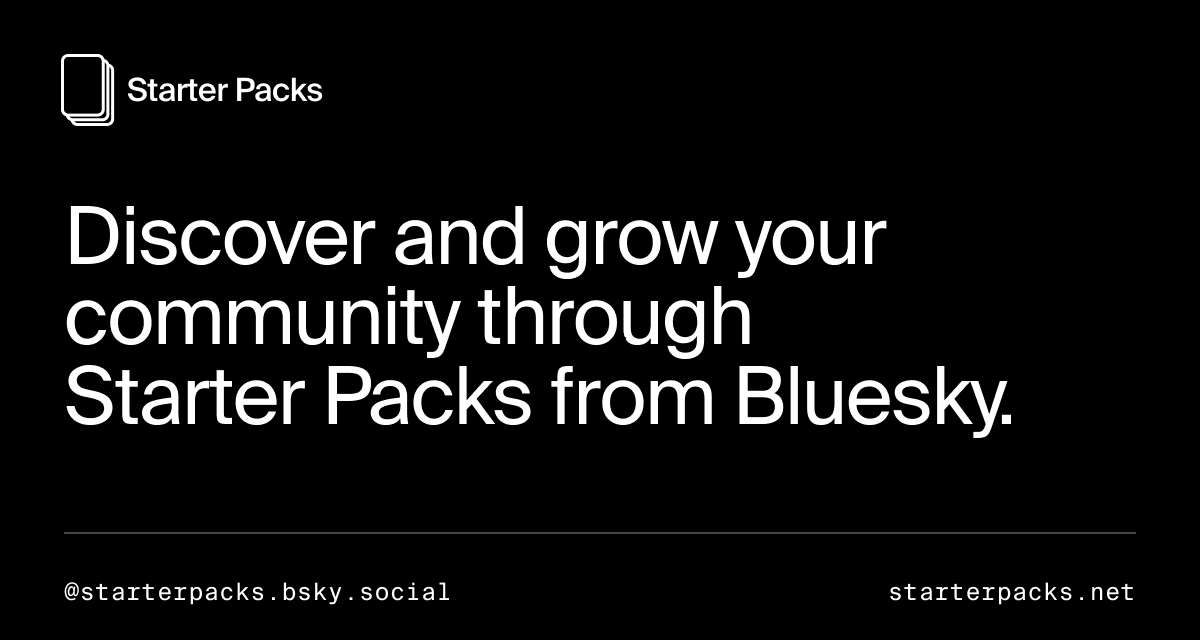 Starter Packs
Discover and grow your
community through
Starter Packs from Bluesky.
@starterpacks.bsky.social
starterpacks.net